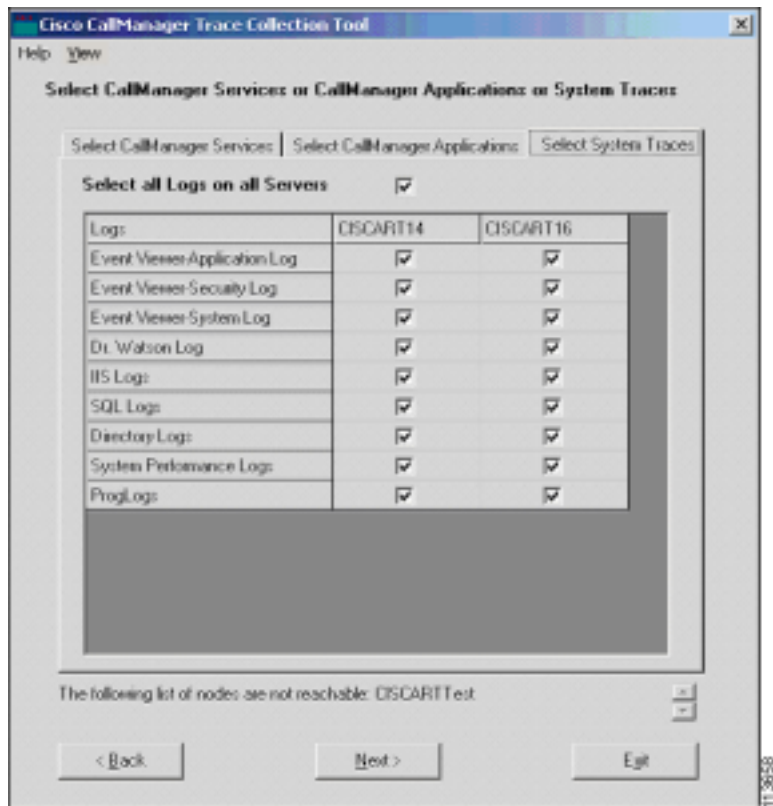 Cisco CallManager Trace Collection Tool
Help View
Select CallManager Services or CallManager Applications or System Traces
Select CallManager Services Select CallManager Applications Select System Traces
Select all Logs on all Servers
Logs CISCART14 CISCART16
Event Viewer-Application Log
Event Viewer-Security Log
Event Viewer-System Log
Dr. Watson Log
IIS Logs
SQL Logs
Directory Logs
System Performance Logs
ProgLogs
The following list of nodes are not reachable: CISCARTTest
< Back Next > Exit